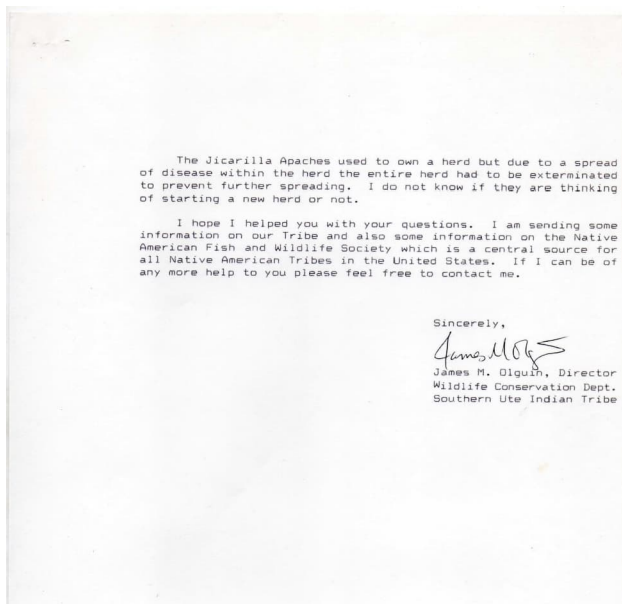 The Jicarilla Apaches used to own a herd but due to a spread
of disease within the herd the entire herd had to be exterminated
to prevent further spreading. I do not know if they are thinking
of starting a new herd or not.
I hope I helped you with your questions. I am sending some
information on our Tribe and also some information on the Native
American Fish and Wildlife Society which is a central source for
all Native American Tribes in the United States. If I can be of
any more help to you please feel free to contact me.
Sincerely,
James M. Olguin, Director
Wildlife Conservation Dept.
Southern Ute Indian Tribe